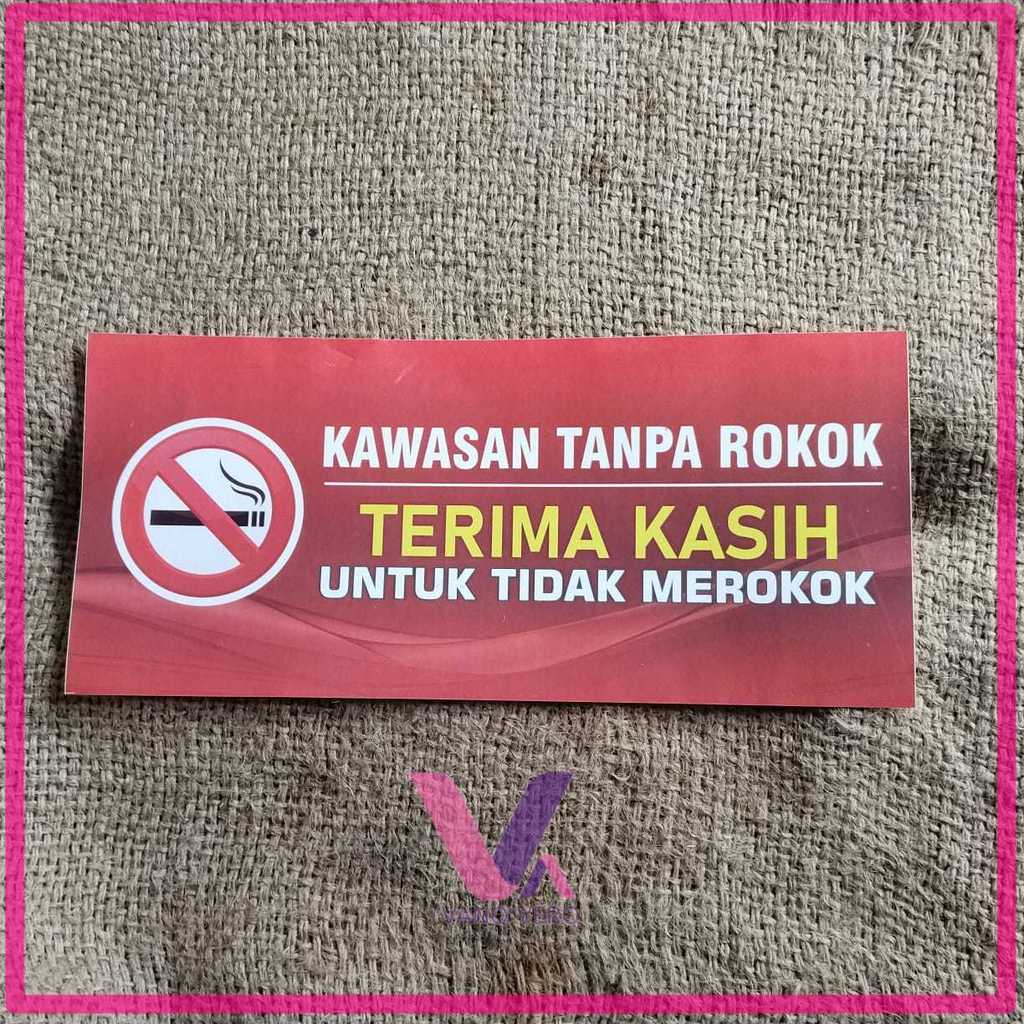 KAWASAN TANPA ROKOK
TERIMA KASIH
UNTUK TIDAK MEROKOK